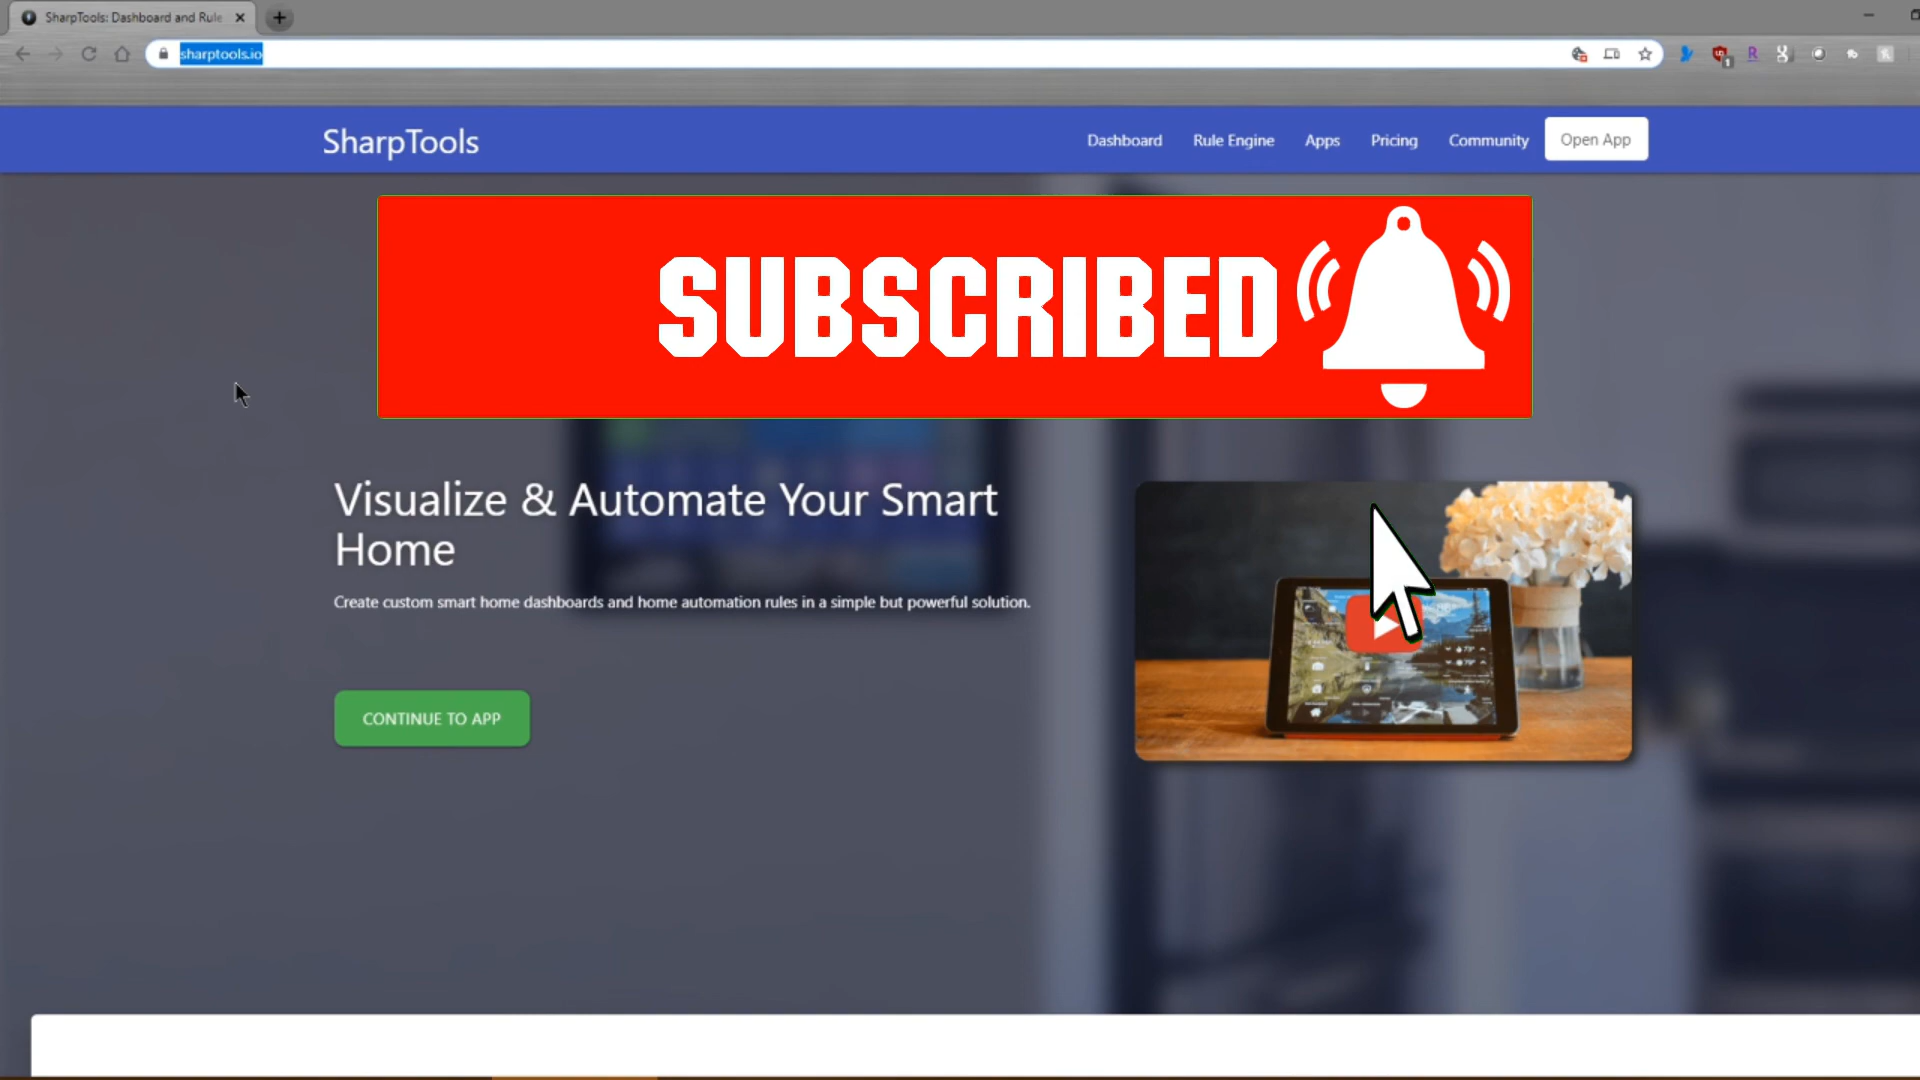 SharpTools: Dashboard and Rule
sharptools.io
SharpTools
Dashboard
Rule Engine
Apps
Pricing
Community
Open App
SUBSCRIBED
Visualize & Automate Your Smart
Home
Create custom smart home dashboards and home automation rules in a simple but powerful solution.
CONTINUE TO APP